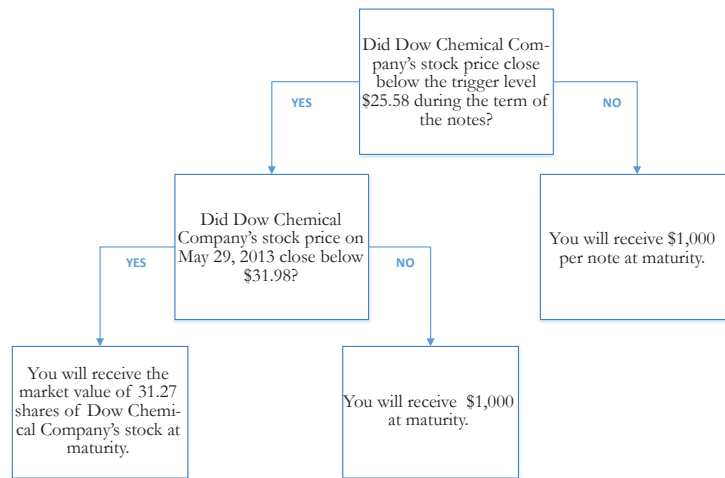 Did Dow Chemical Com-
pany's stock price close
below the trigger level
$25.58 during the term of
the notes?
YES
NO
Did Dow Chemical
Company's stock price on
May 29, 2013 close below
$31.98?
You will receive $1,000
per note at maturity.
YES
NO
You will receive the
market value of 31.27
shares of Dow Chemi-
cal Company's stock at
maturity.
You will receive $1,000
at maturity.